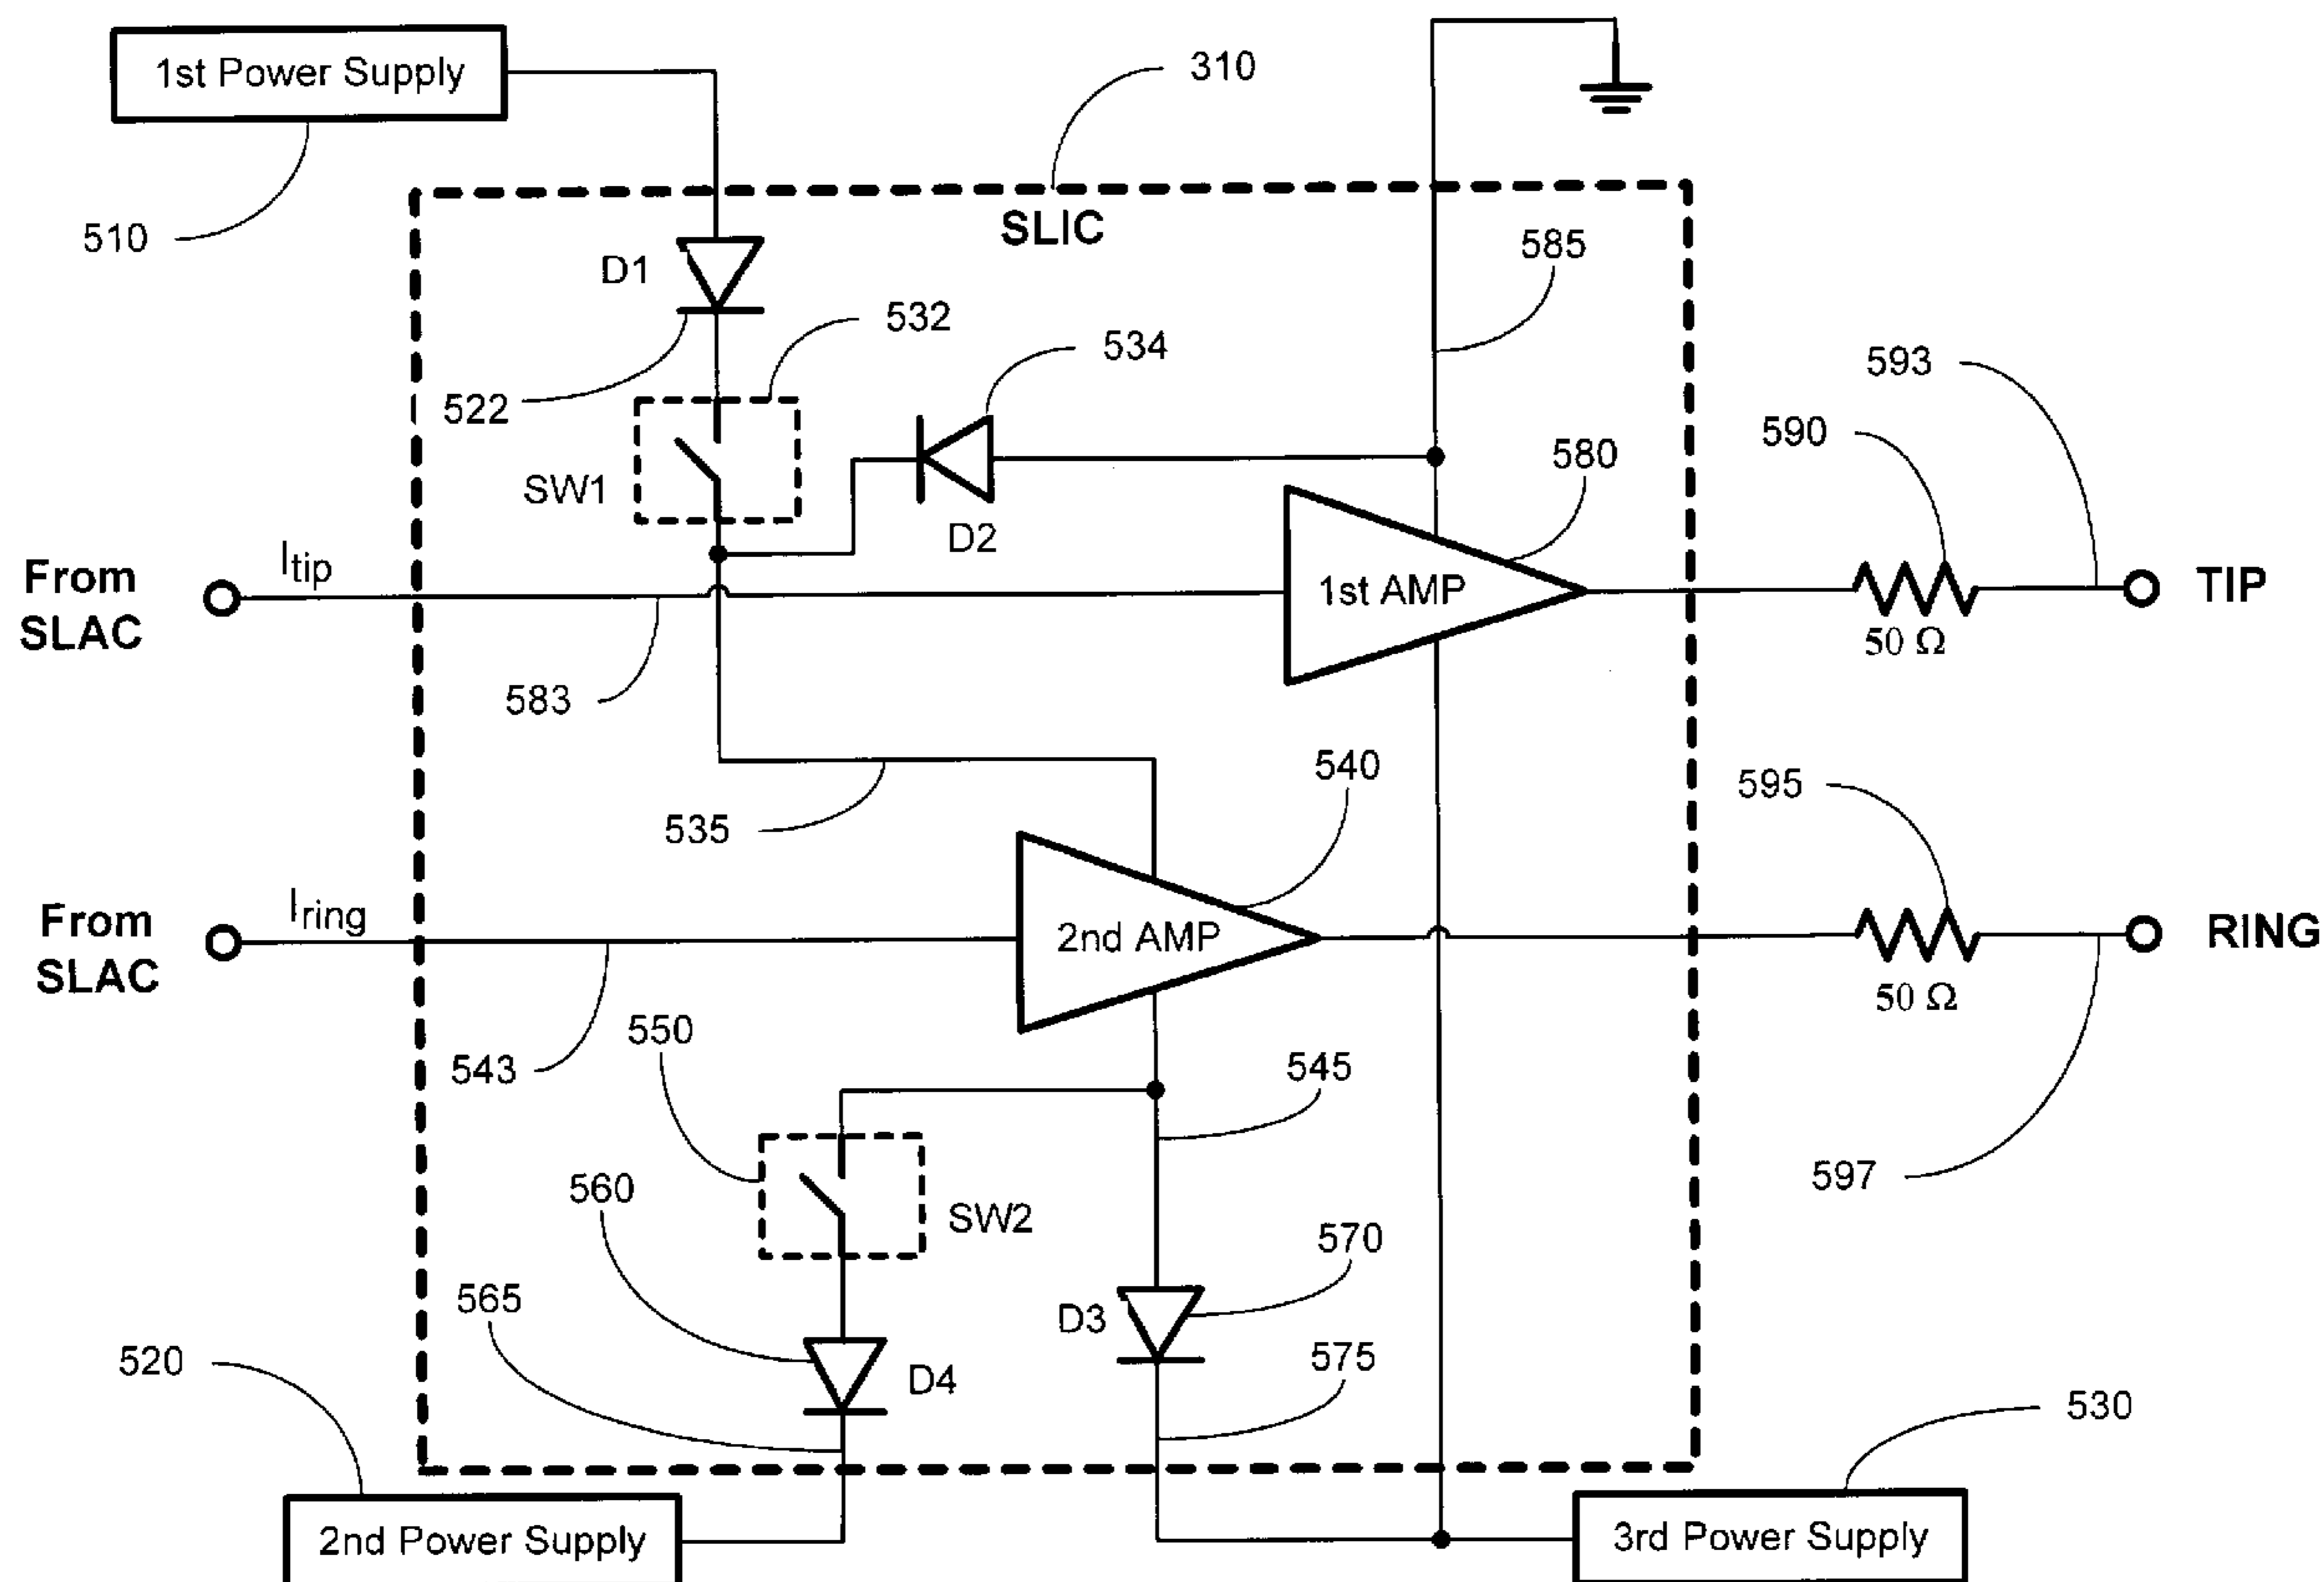 1st Power Supply
310
510
SLIC
585
D1
532
534
593
522
590
580
SW1
D2
Itip
From
SLAC
1st AMP
TIP
50 Ω
583
540
595
535
Iring
From
SLAC
2nd AMP
RING
50 Ω
550
543
545
560
SW2
597
570
565
D3
575
520
D4
530
2nd Power Supply
3rd Power Supply